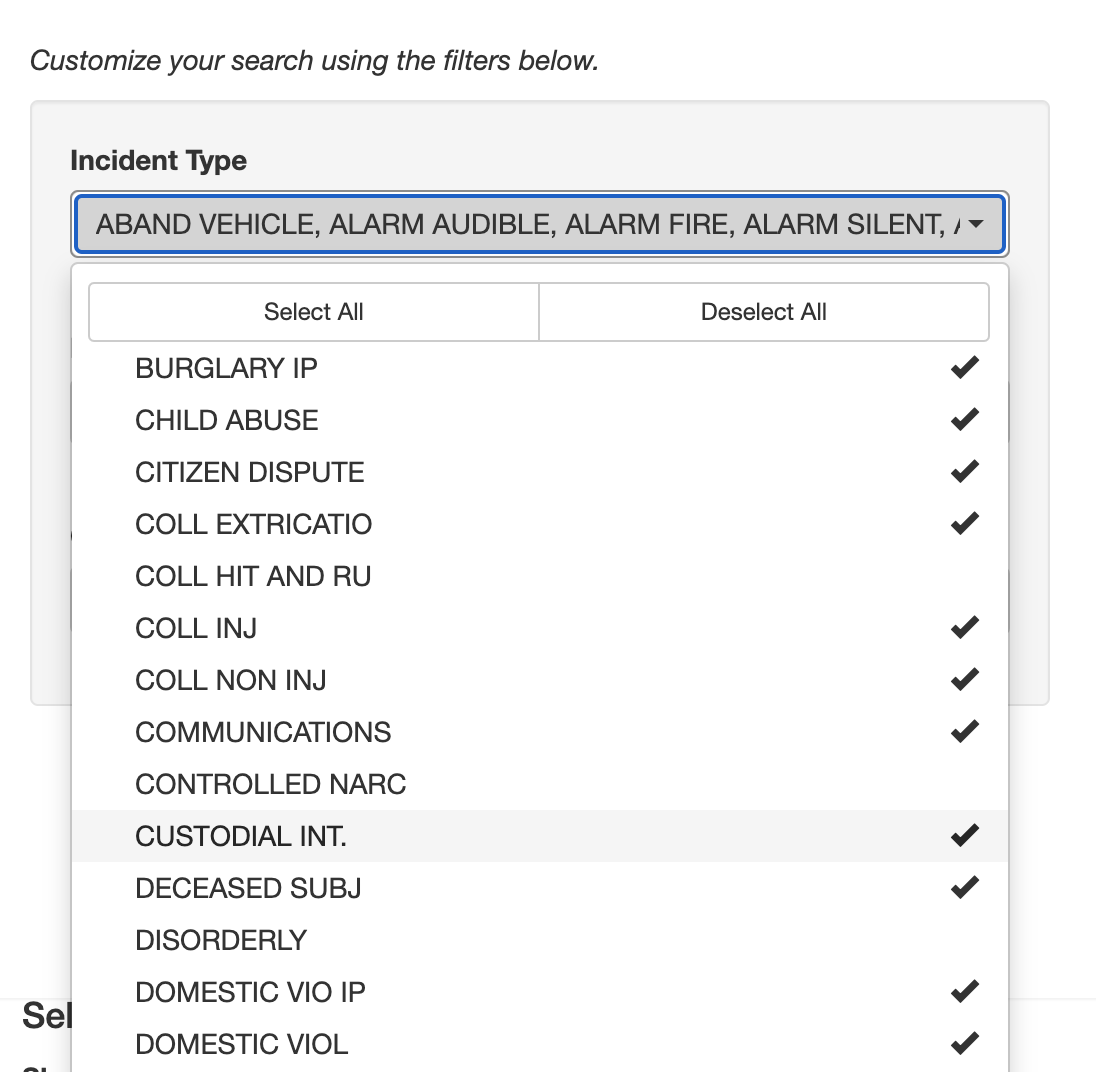 Customize your search using the filters below.
Incident Type
ABAND VEHICLE, ALARM AUDIBLE, ALARM FIRE, ALARM SILENT,
Select All
Deselect All
BURGLARY IP
CHILD ABUSE
CITIZEN DISPUTE
COLL EXTRICATIO
COLL HIT AND RU
COLL INJ
COLL NON INJ
COMMUNICATIONS
CONTROLLED NARC
CUSTODIAL INT.
DECEASED SUBJ
DISORDERLY
DOMESTIC VIO IP
Sel
DOMESTIC VIOL